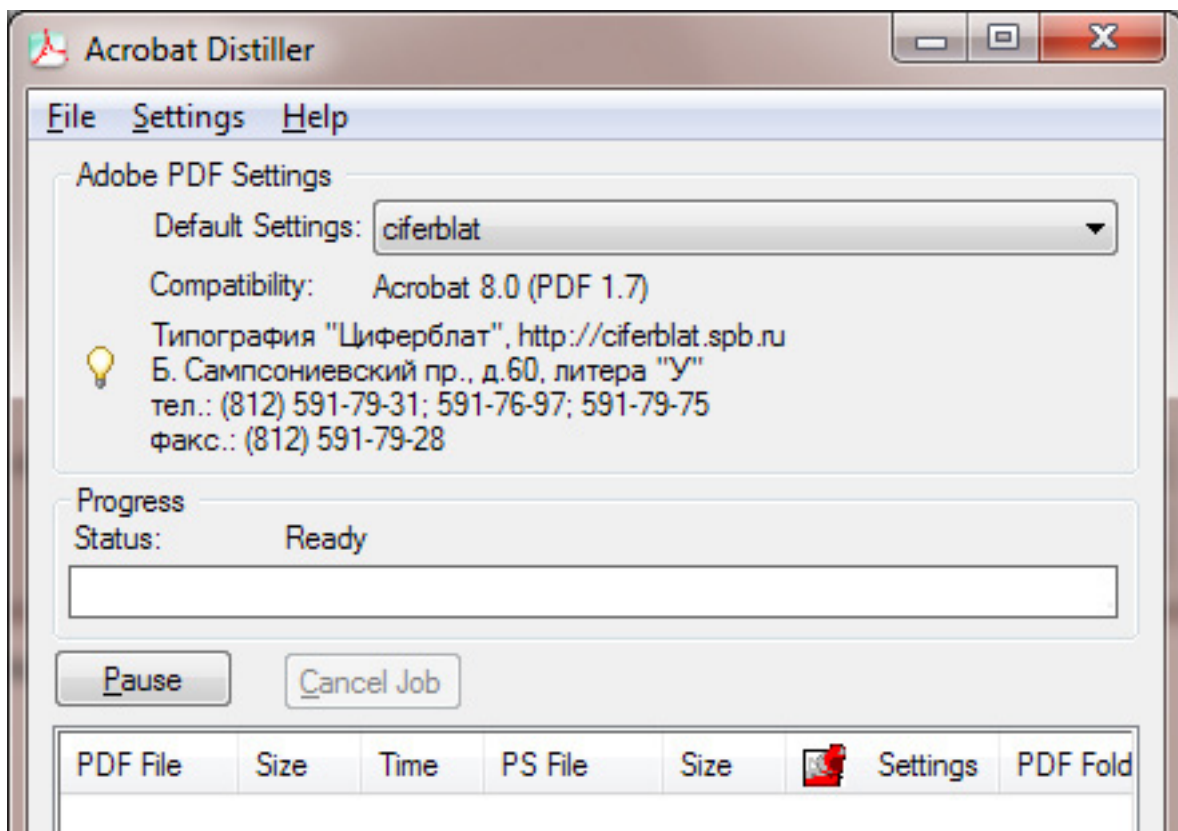 Acrobat Distiller
File Settings Help
Adobe PDF Settings
Default Settings: ciferblat
Compatibility: Acrobat 8.0 (PDF 1.7)
Типография "Циферблат", http://ciferblat.spb.ru
Б. Сампсониевский пр., д.60, литера "У"
тел.: (812) 591-79-31; 591-76-97; 591-79-75
факс.: (812) 591-79-28
Progress
Status: Ready
Pause Cancel Job
PDF File Size Time PS File Size Settings PDF Fold